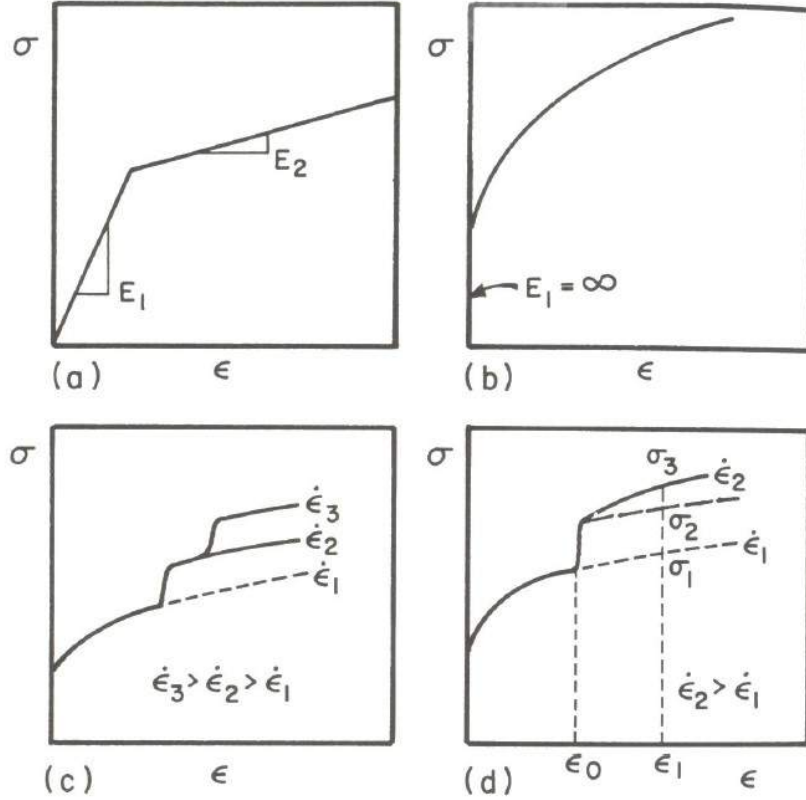 σ
E₁
E₂
(a)
ϵ
σ
E₁ = ∞
(b)
ϵ
σ
ϵ̇₃
ϵ̇₂
ϵ̇₁
ϵ̇₃ > ϵ̇₂ > ϵ̇₁
(c)
ϵ
σ
σ₃
ϵ̇₂
σ₂
ϵ̇₁
σ₁
ϵ̇₂ > ϵ̇₁
(d)
ϵ₀
ϵ₁
ϵ